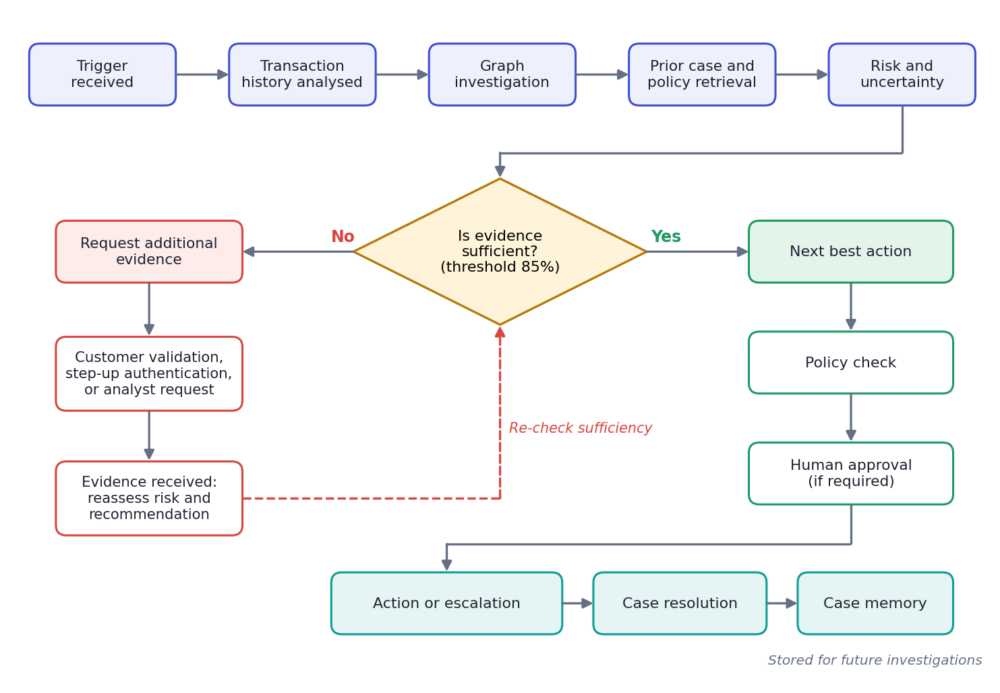 Trigger
received
Transaction
history analysed
Graph
investigation
Prior case and
policy retrieval
Risk and
uncertainty
Is evidence
sufficient?
(threshold 85%)
No
Yes
Request additional
evidence
Next best action
Customer validation,
step-up authentication,
or analyst request
Policy check
Re-check sufficiency
Evidence received:
reassess risk and
recommendation
Human approval
(if required)
Action or escalation
Case resolution
Case memory
Stored for future investigations